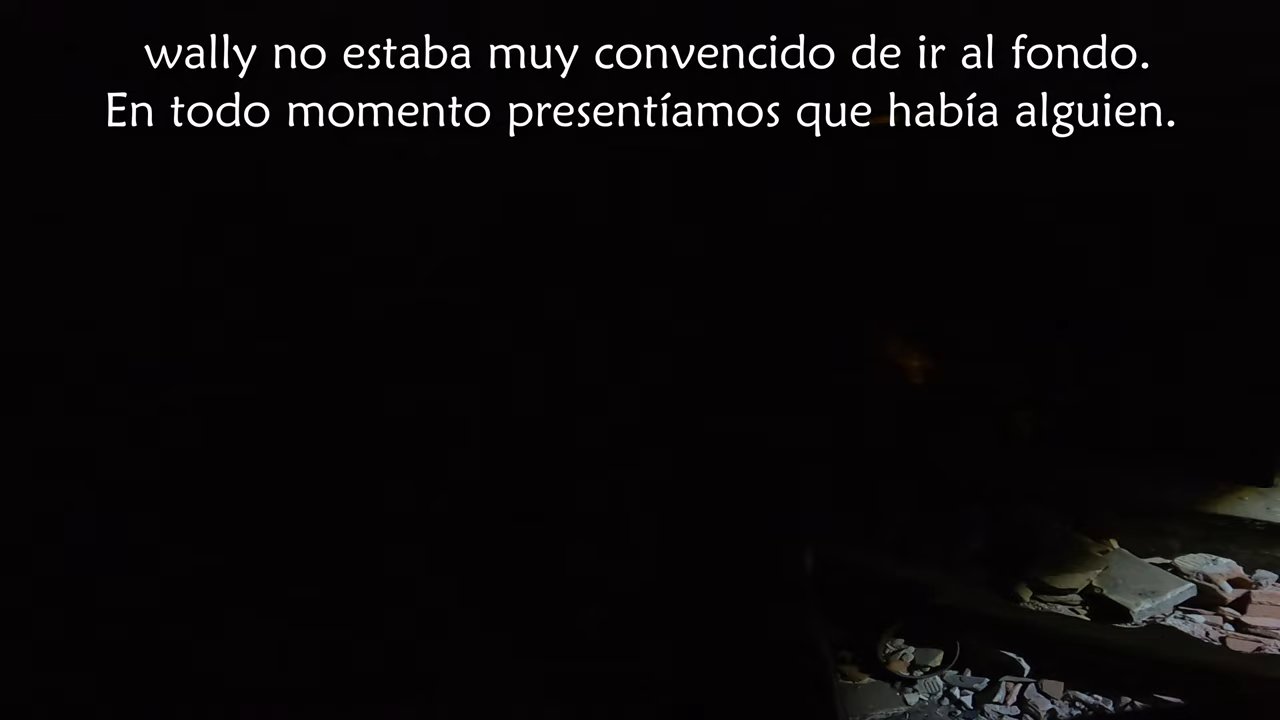 wally no estaba muy convencido de ir al fondo.
En todo momento presentíamos que había alguien.